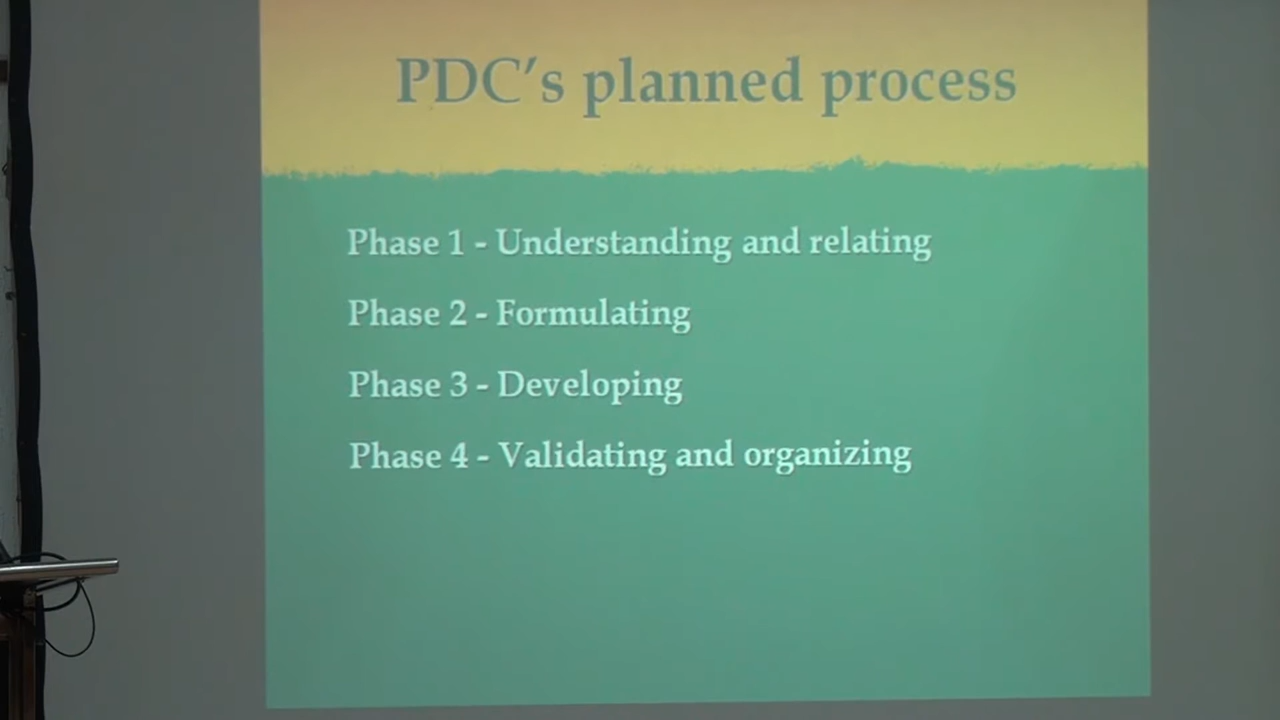 PDC's planned process
Phase 1 - Understanding and relating
Phase 2 - Formulating
Phase 3 - Developing
Phase 4 - Validating and organizing